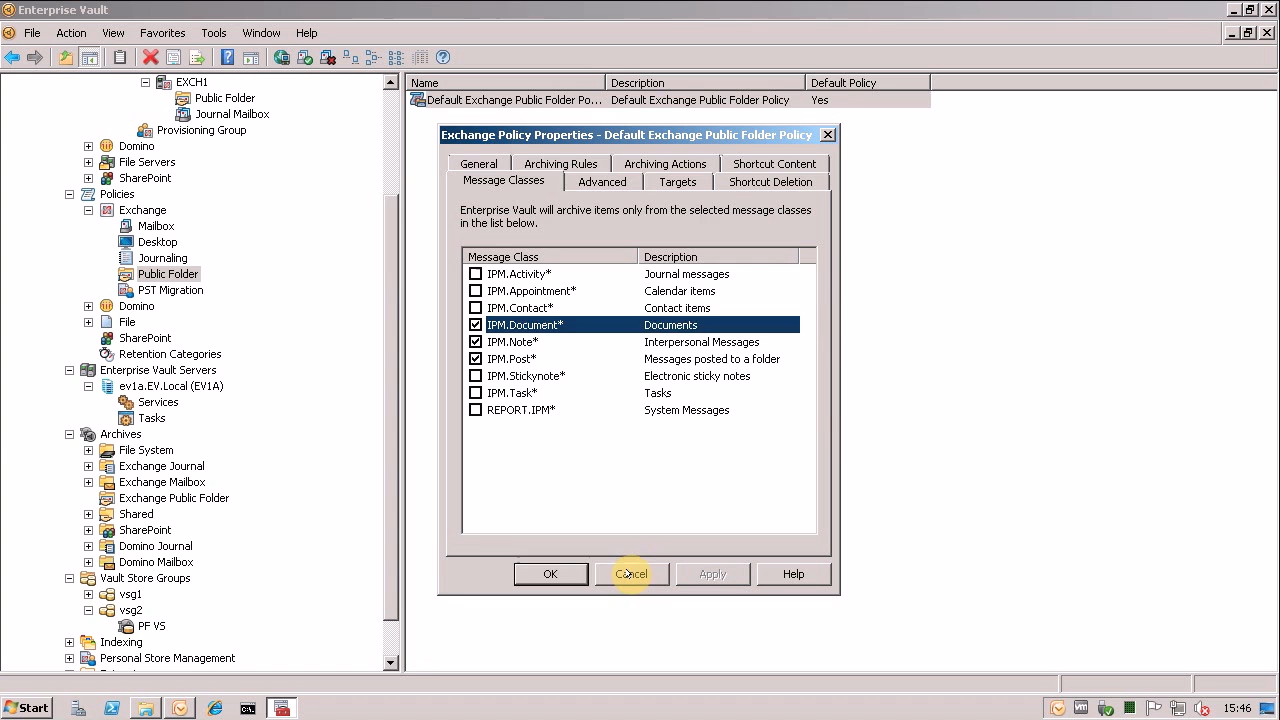 Enterprise Vault
File Action View Favorites Tools Window Help
EXCH1
Public Folder
Journal Mailbox
Provisioning Group
Domino
File Servers
SharePoint
Policies
Exchange
Mailbox
Desktop
Journaling
Public Folder
PST Migration
Domino
File
SharePoint
Retention Categories
Enterprise Vault Servers
ev1a.EV.Local (EV1A)
Services
Tasks
Archives
File System
Exchange Journal
Exchange Mailbox
Exchange Public Folder
Shared
SharePoint
Domino Journal
Domino Mailbox
Vault Store Groups
vsg1
vsg2
PF VS
Indexing
Personal Store Management
Name Description Default Policy
Default Exchange Public Folder Po... Default Exchange Public Folder Policy Yes
Exchange Policy Properties - Default Exchange Public Folder Policy
General Archiving Rules Archiving Actions Shortcut Content
Message Classes Advanced Targets Shortcut Deletion
Enterprise Vault will archive items only from the selected message classes
in the list below.
Message Class Description
IPM.Activity* Journal messages
IPM.Appointment* Calendar items
IPM.Contact* Contact items
IPM.Document* Documents
IPM.Note* Interpersonal Messages
IPM.Post* Messages posted to a folder
IPM.Stickynote* Electronic sticky notes
IPM.Task* Tasks
REPORT.IPM* System Messages
OK Cancel Apply Help
Start 15:46